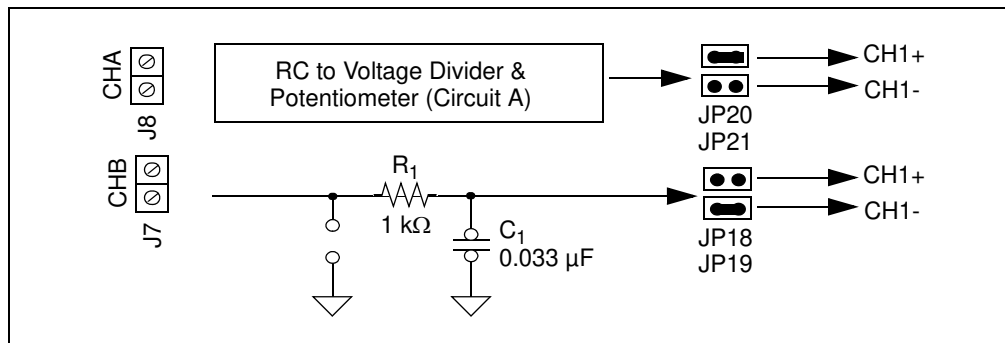 CHA
J8
RC to Voltage Divider &
Potentiometer (Circuit A)
CH1+
CH1-
JP20
JP21
CHB
J7
R1
1 kΩ
C1
0.033 µF
CH1+
CH1-
JP18
JP19